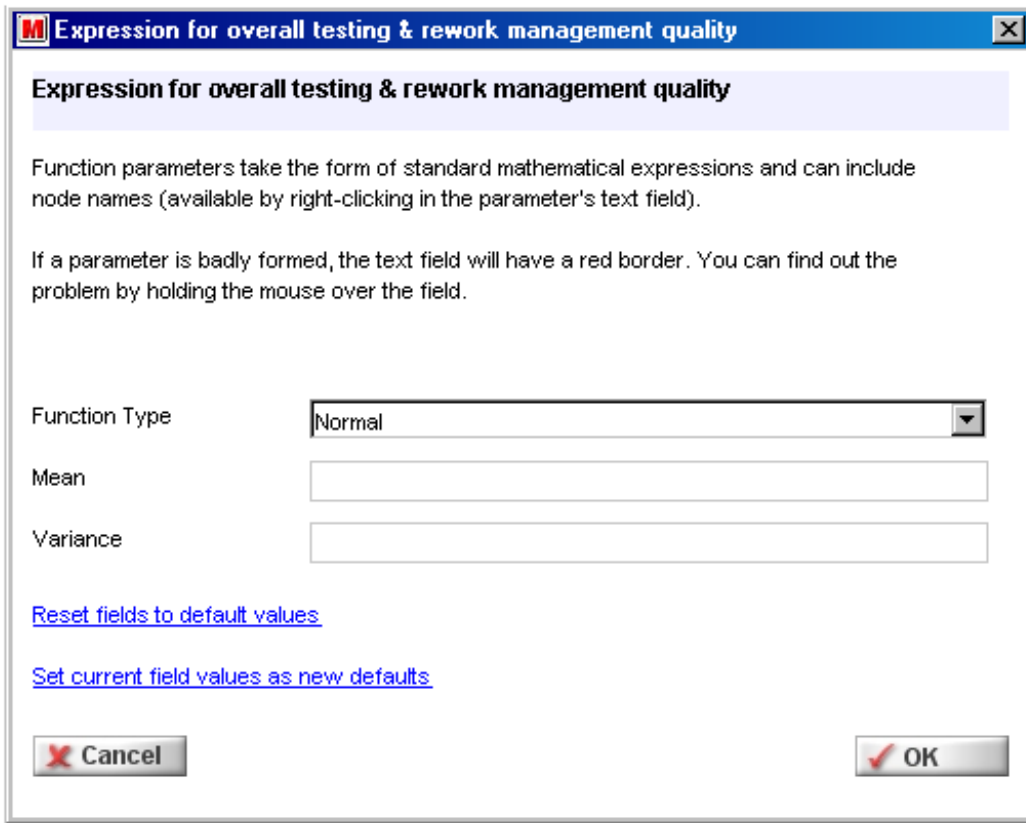 M Expression for overall testing & rework management quality
Expression for overall testing & rework management quality
Function parameters take the form of standard mathematical expressions and can include
node names (available by right-clicking in the parameter's text field).
If a parameter is badly formed, the text field will have a red border. You can find out the
problem by holding the mouse over the field.
Function Type Normal
Mean
Variance
Reset fields to default values
Set current field values as new defaults
Cancel OK